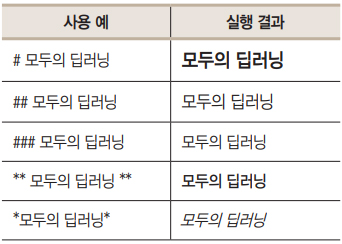 사용 예 실행 결과
# 모두의 딥러닝 모두의 딥러닝
## 모두의 딥러닝 모두의 딥러닝
### 모두의 딥러닝 모두의 딥러닝
** 모두의 딥러닝 ** 모두의 딥러닝
*모두의 딥러닝* 모두의 딥러닝